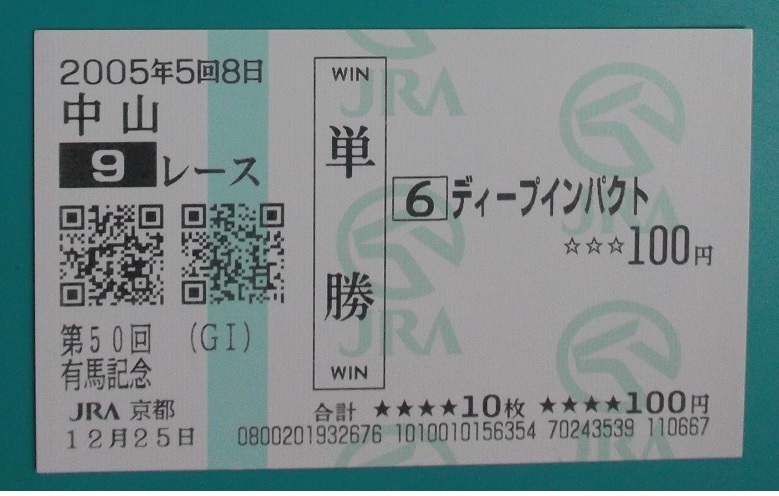 2005年5回8日
中山
9レース
第50回 (GI)
有馬記念
JRA 京都
12月25日
WIN
単勝
WIN
6 ディープインパクト
☆☆☆100円
合計 ★★★★10枚 ★★★★100円
0800201932676 1010010156354 70243539 110667
JRA
JRA
JRA